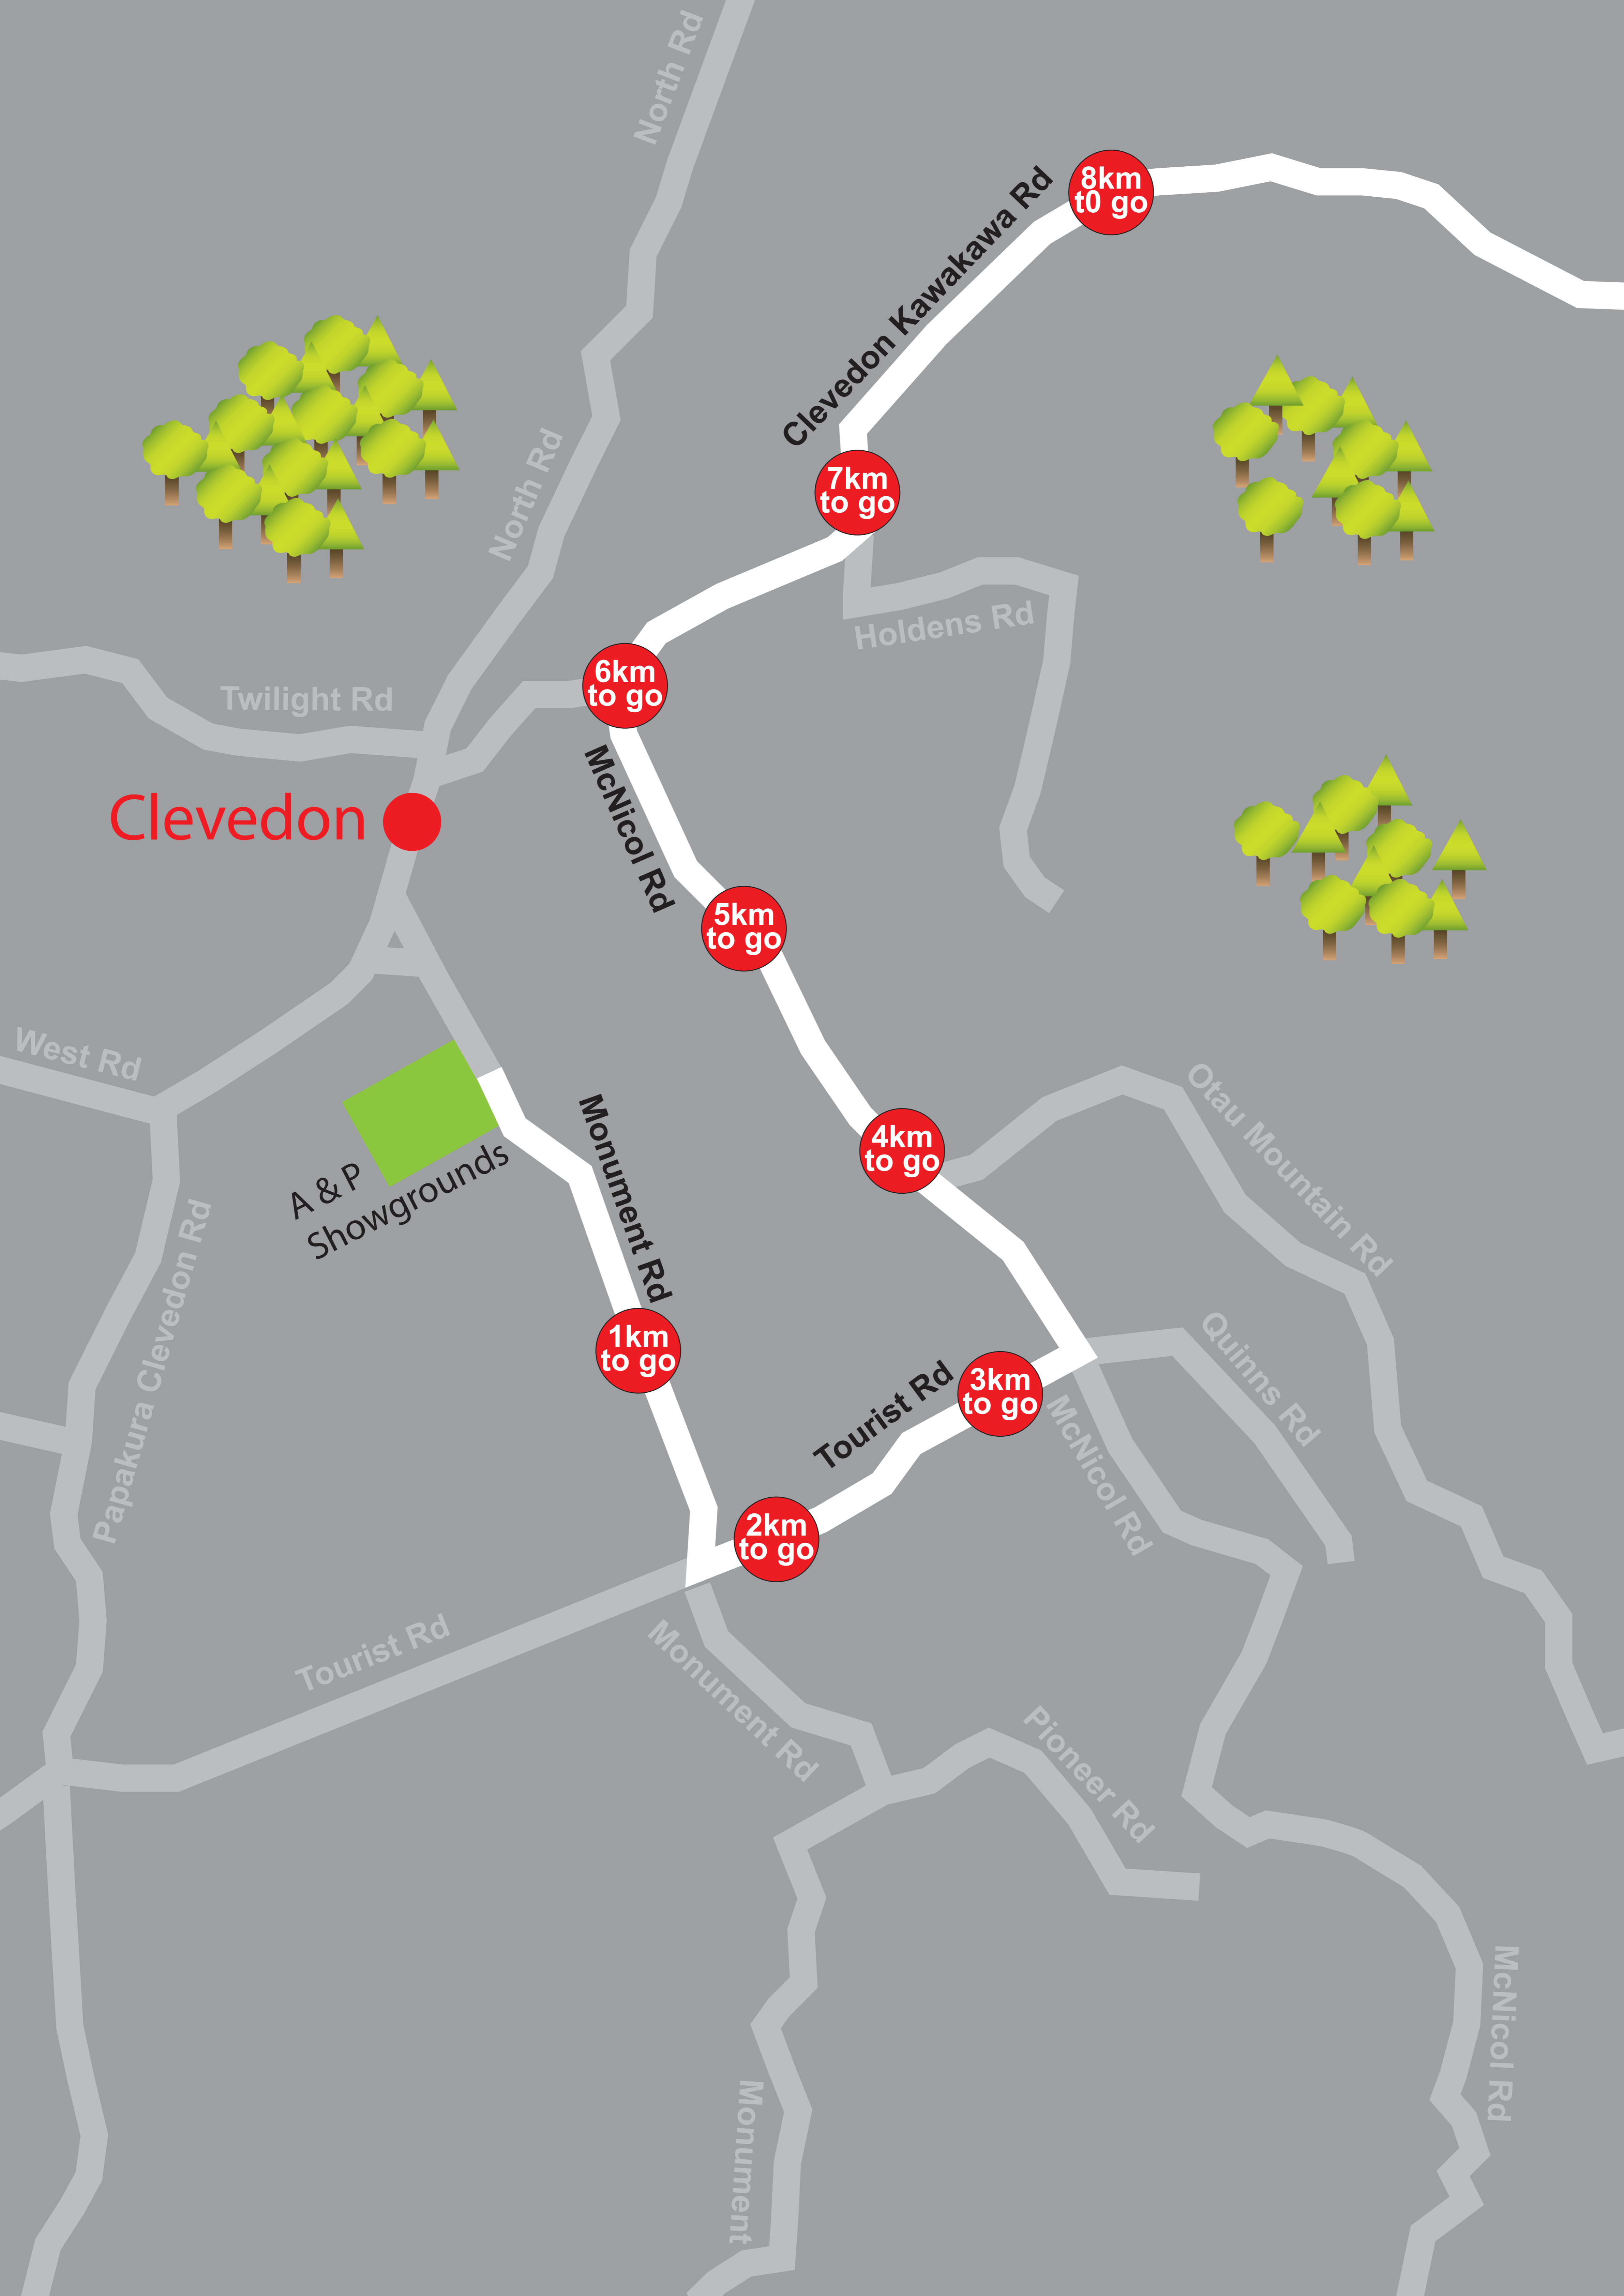 North Rd
Clevedon Kawakawa Rd
8km
t0 go
North Rd
7km
to go
Holdens Rd
Twilight Rd
6km
to go
McNicol Rd
Clevedon
5km
to go
West Rd
A & P
Showgrounds
Monument Rd
4km
to go
Otau Mountain Rd
Papakura Clevedon Rd
1km
to go
Tourist Rd
3km
to go
Quinns Rd
McNicol Rd
2km
to go
Tourist Rd
Monument Rd
Pioneer Rd
McNicol Rd
Monument